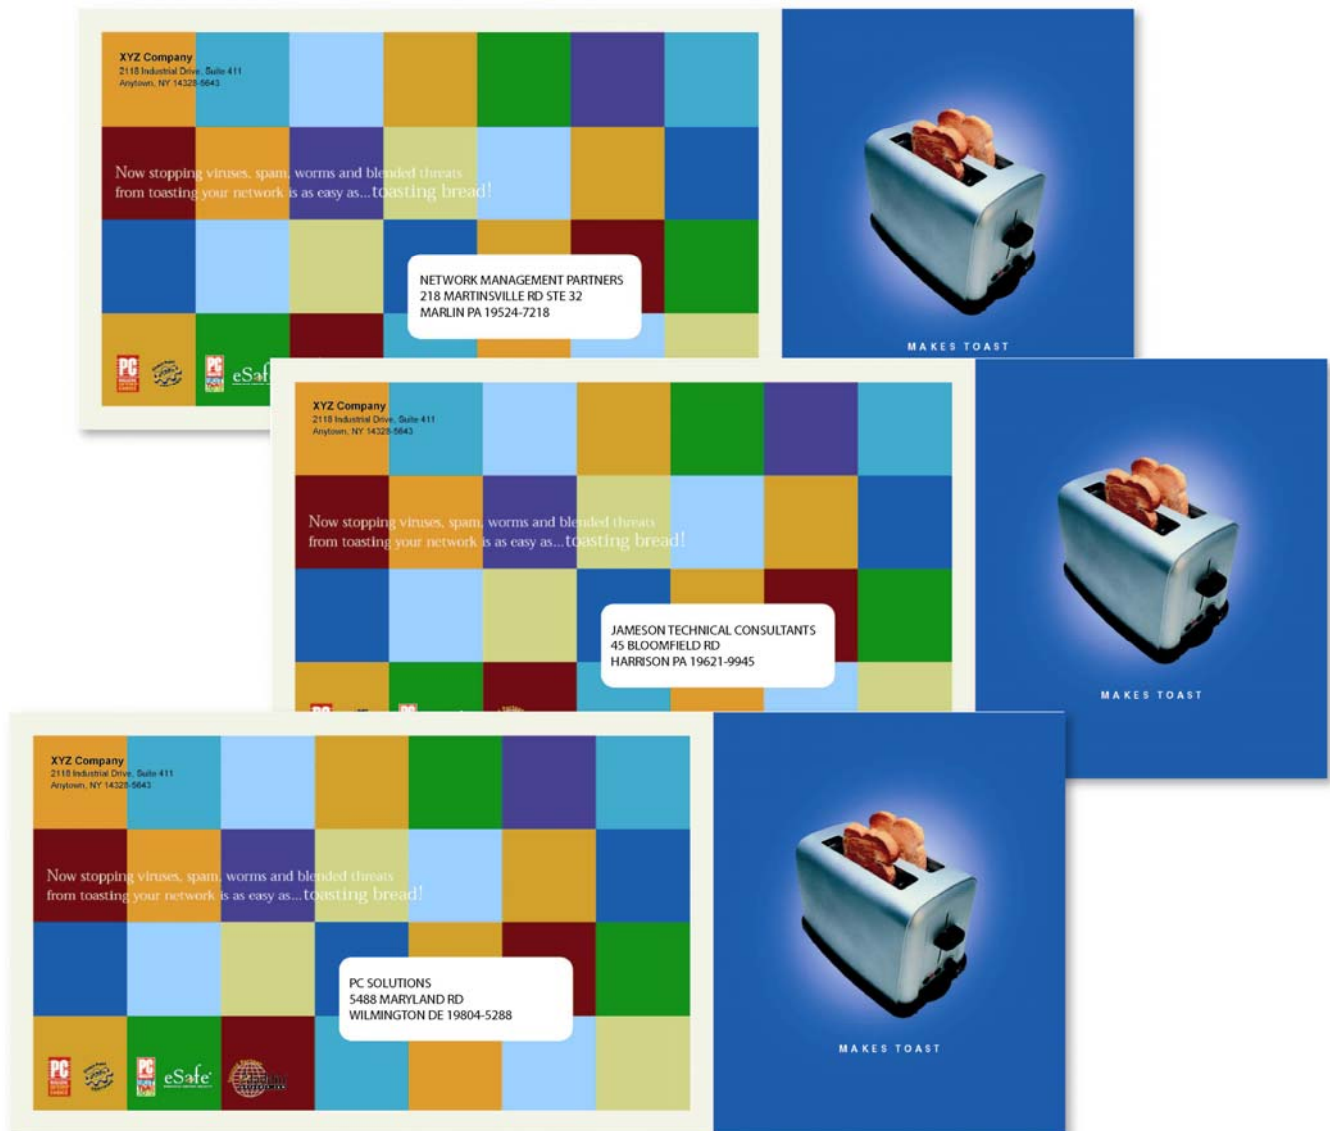 XYZ Company
2118 Industrial Drive, Suite 411
Anytown, NY 14328-5643
Now stopping viruses, spam, worms and blended threats
from toasting your network is as easy as...toasting bread!
NETWORK MANAGEMENT PARTNERS
218 MARTINSVILLE RD STE 32
MARLIN PA 19524-7218
PC
PC
eSafe
MAKES TOAST
XYZ Company
2118 Industrial Drive, Suite 411
Anytown, NY 14328-5643
Now stopping viruses, spam, worms and blended threats
from toasting your network is as easy as...toasting bread!
JAMESON TECHNICAL CONSULTANTS
45 BLOOMFIELD RD
HARRISON PA 19621-9945
PC
PC
MAKES TOAST
XYZ Company
2118 Industrial Drive, Suite 411
Anytown, NY 14328-5643
Now stopping viruses, spam, worms and blended threats
from toasting your network is as easy as...toasting bread!
PC SOLUTIONS
5488 MARYLAND RD
WILMINGTON DE 19804-5288
PC
PC
eSafe
MAKES TOAST